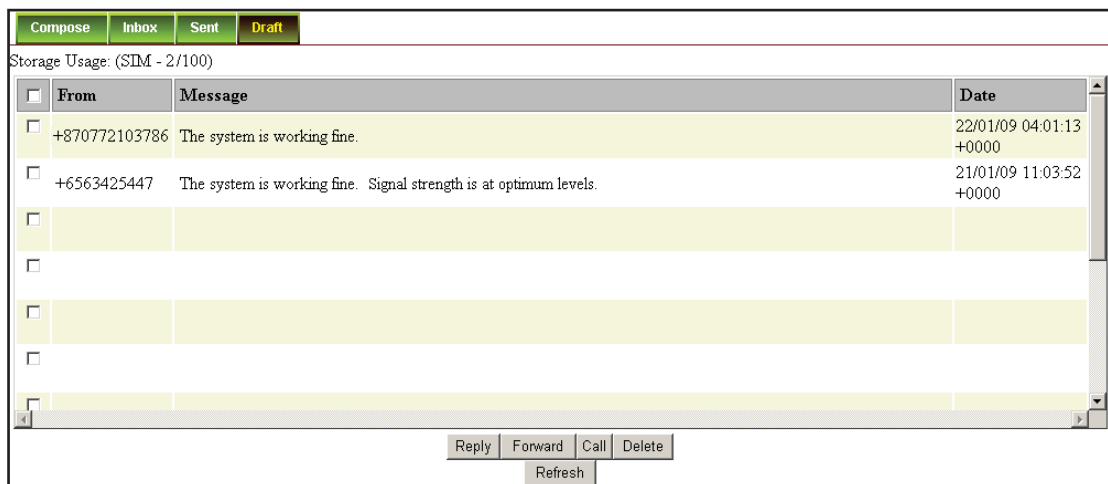 Compose Inbox Sent Draft
Storage Usage: (SIM - 2/100)
From Message Date
+870772103786 The system is working fine. 22/01/09 04:01:13
+0000
+6563425447 The system is working fine. Signal strength is at optimum levels. 21/01/09 11:03:52
+0000
Reply Forward Call Delete
Refresh